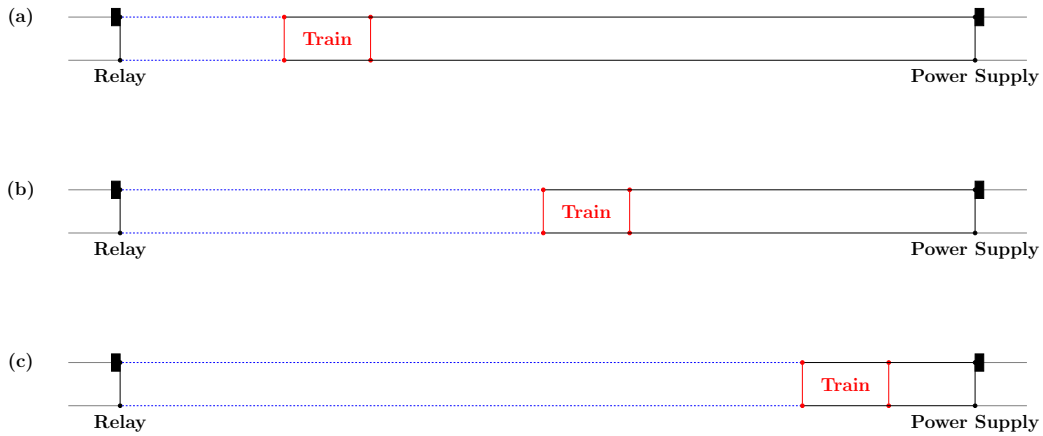 (a)
Train
Relay
Power Supply
(b)
Train
Relay
Power Supply
(c)
Train
Relay
Power Supply